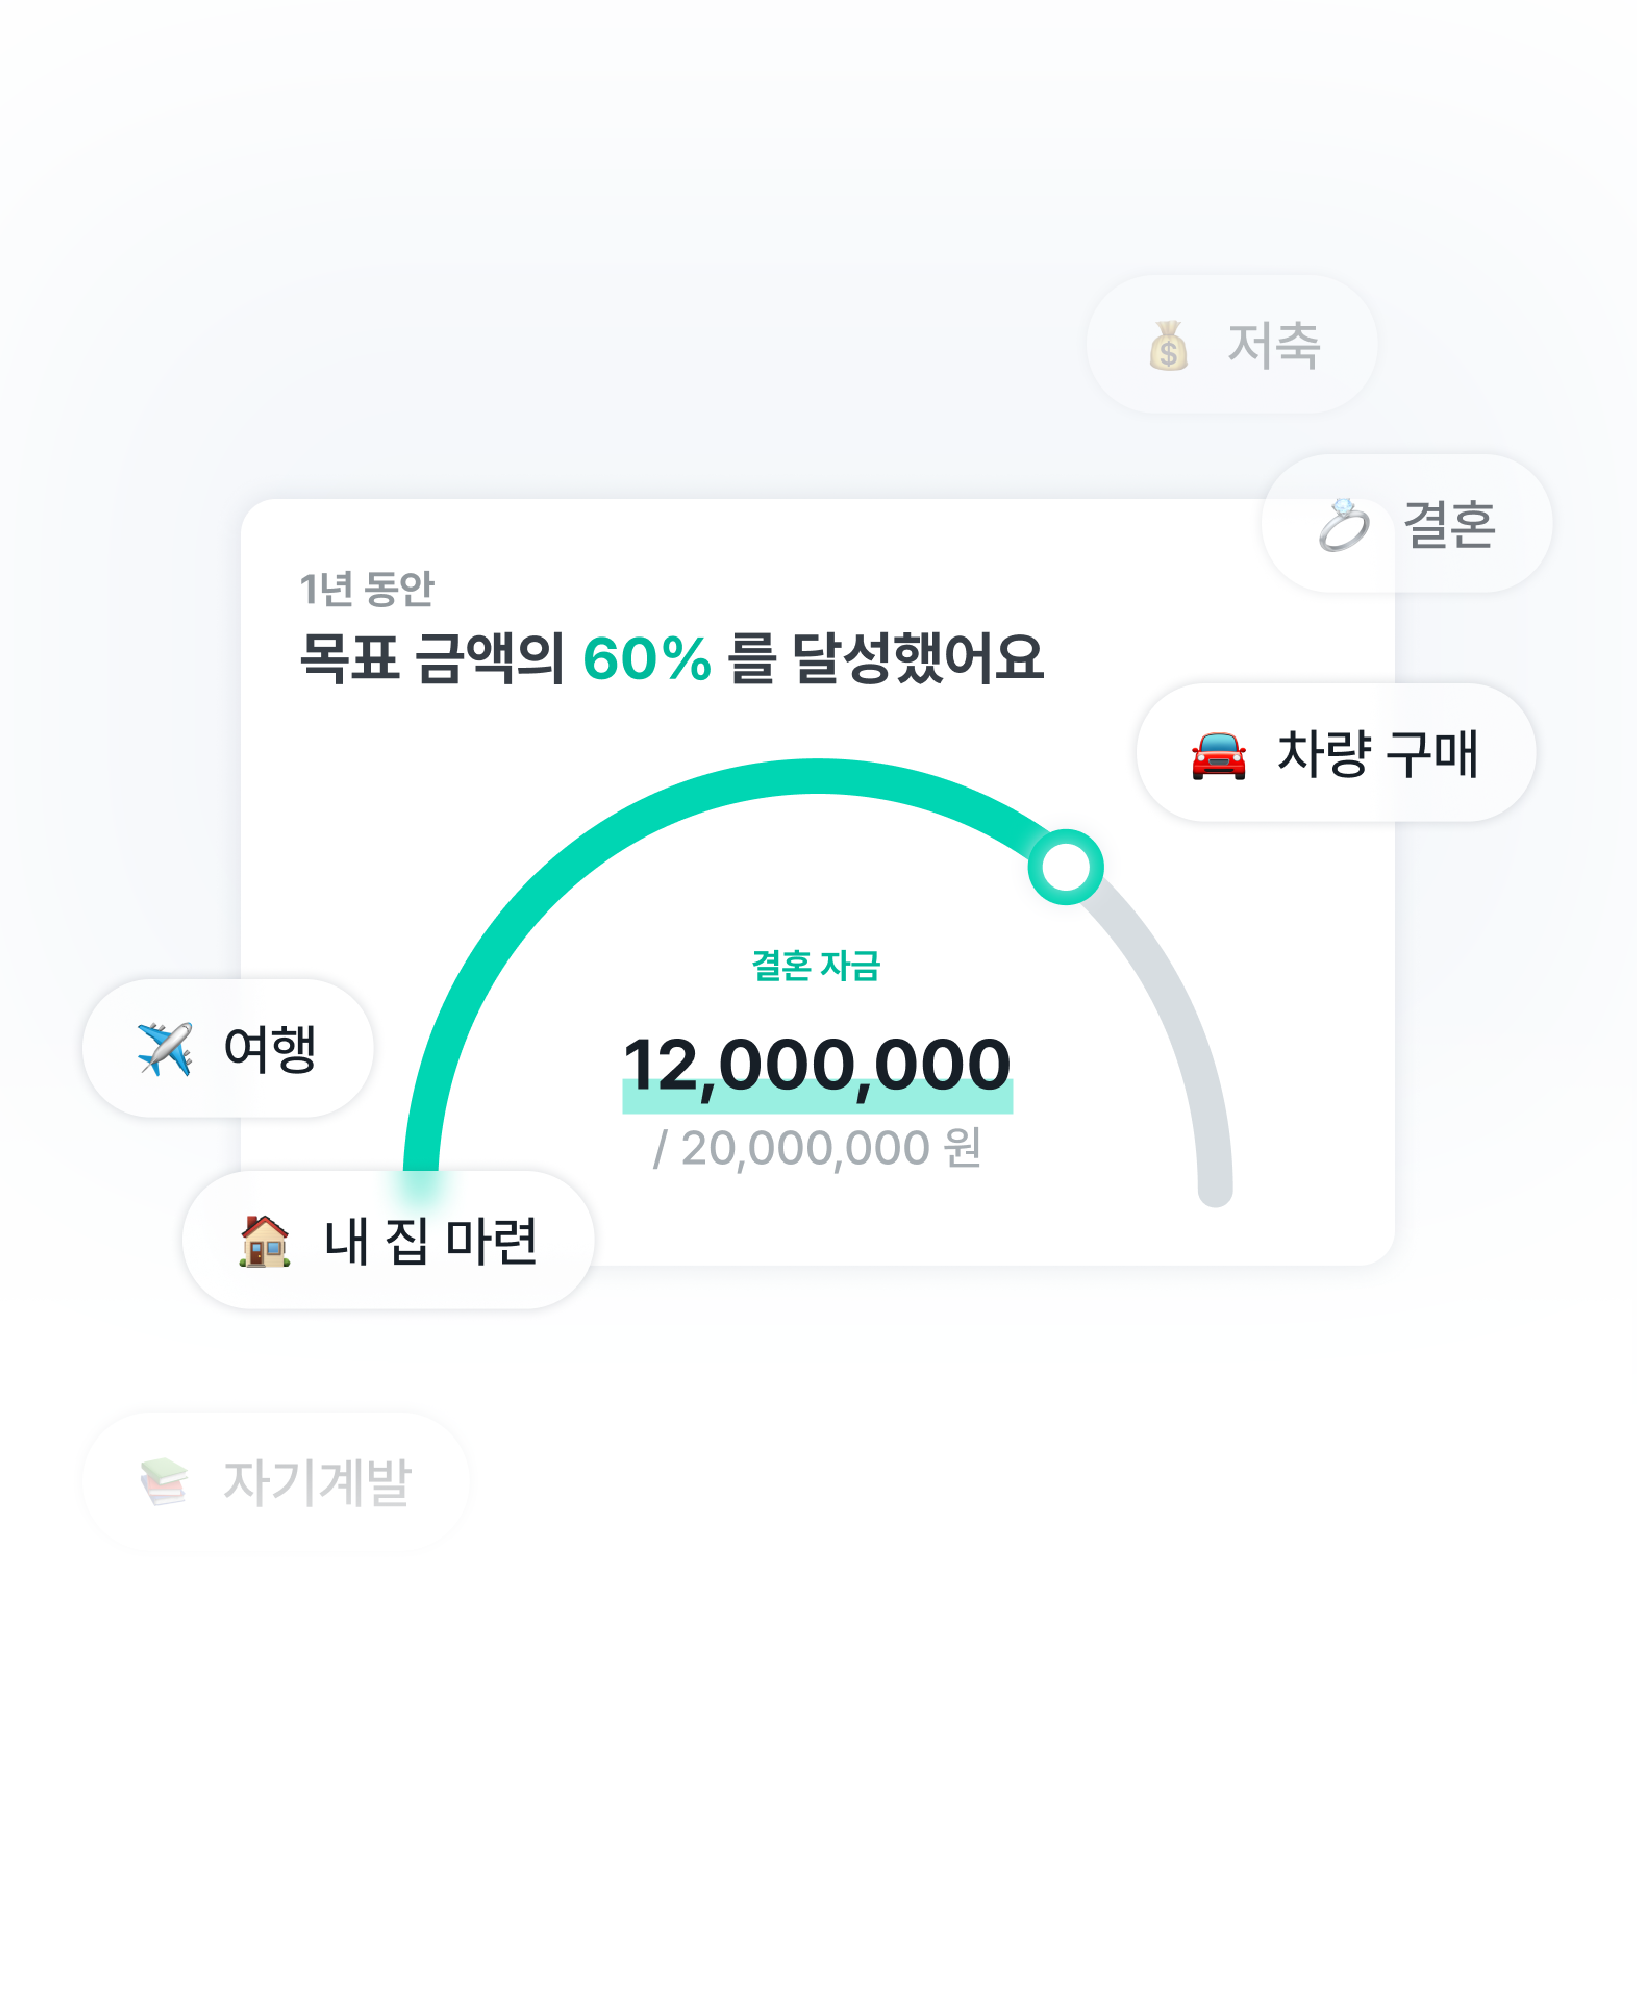 저축
결혼
1년 동안
목표 금액의 60% 를 달성했어요
차량 구매
결혼 자금
여행
12,000,000
/ 20,000,000 원
내 집 마련
자기계발